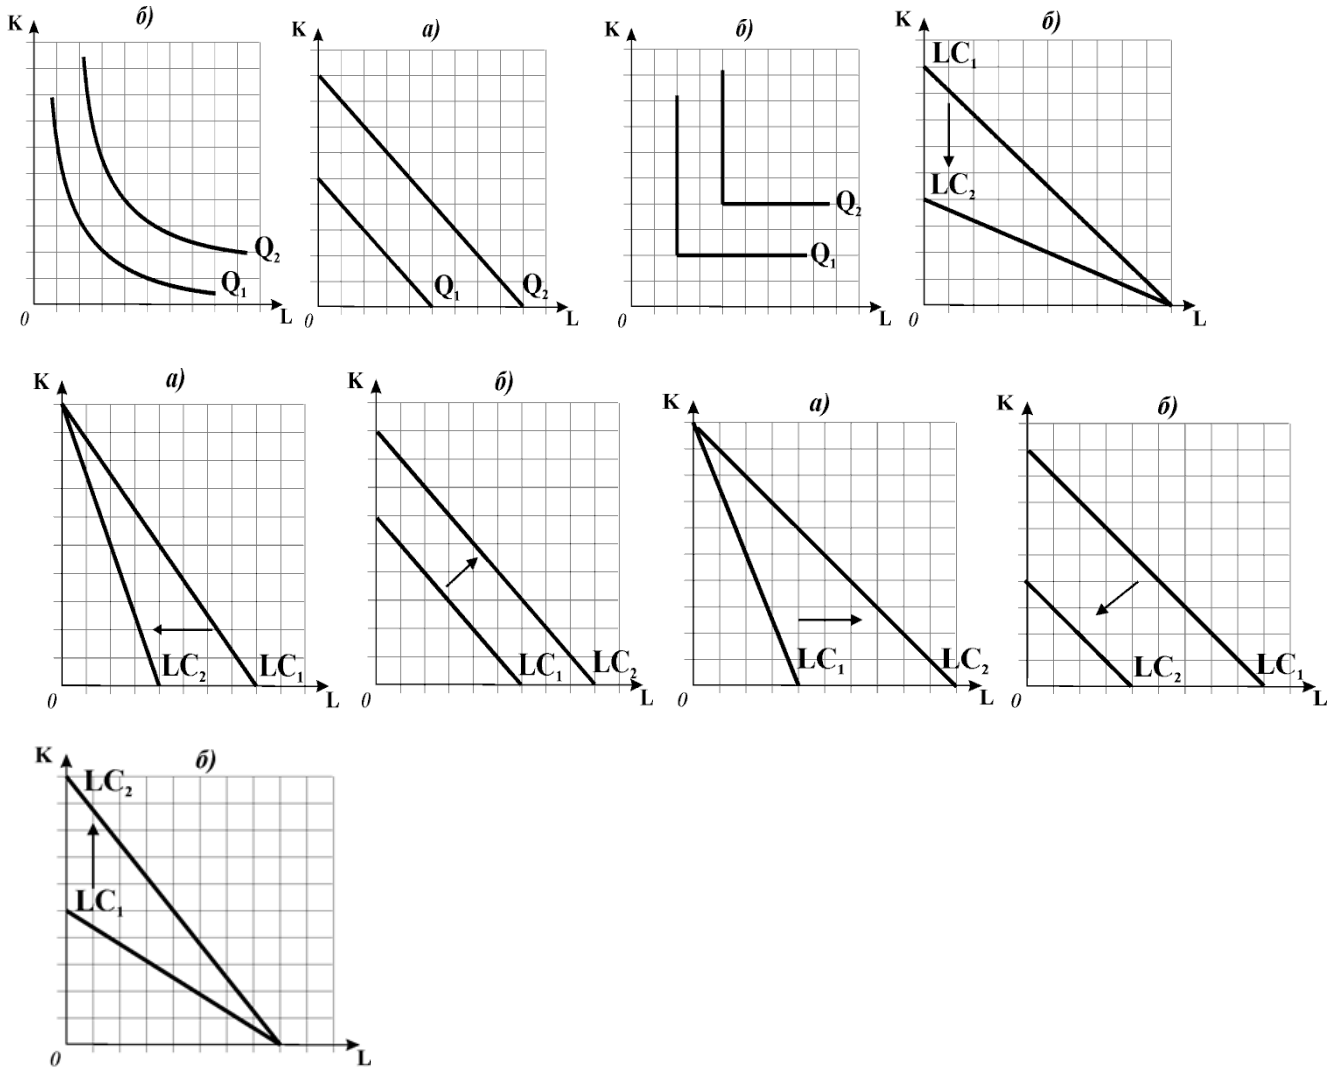 K б)
Q₂
Q₁
0 L
K а)
Q₁ Q₂
0 L
K б)
Q₂
Q₁
0 L
K б)
LC₁
LC₂
0 L
K а)
LC₂ LC₁
0 L
K б)
LC₁ LC₂
0 L
K а)
LC₁ LC₂
0 L
K б)
LC₂ LC₁
0 L
K б)
LC₂
LC₁
0 L